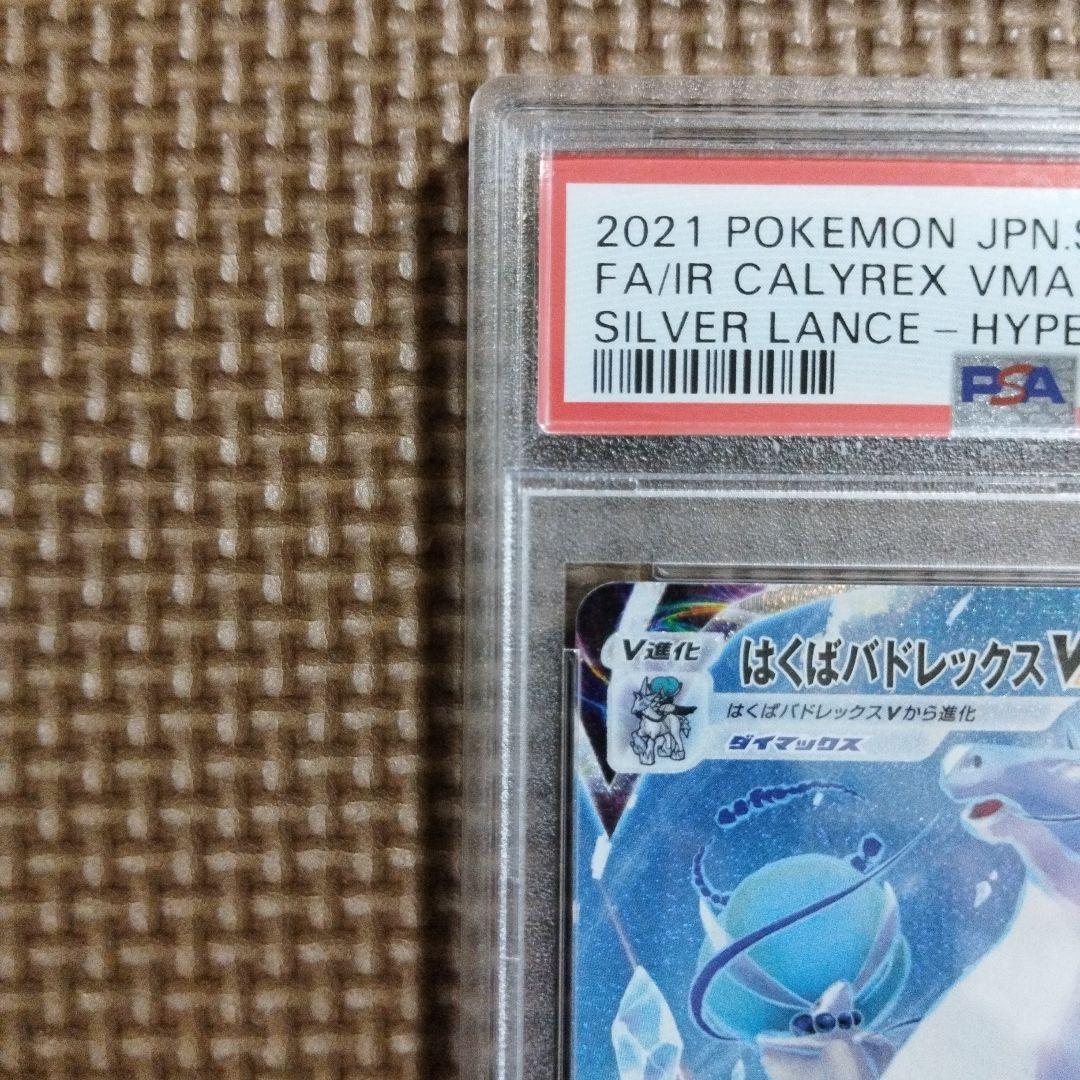 2021 POKEMON JPN.S
FA/IR CALYREX VMA
SILVER LANCE-HYPE
PSA
V進化
はくばバドレックスV
はくばバドレックスVから進化
ダイマックス